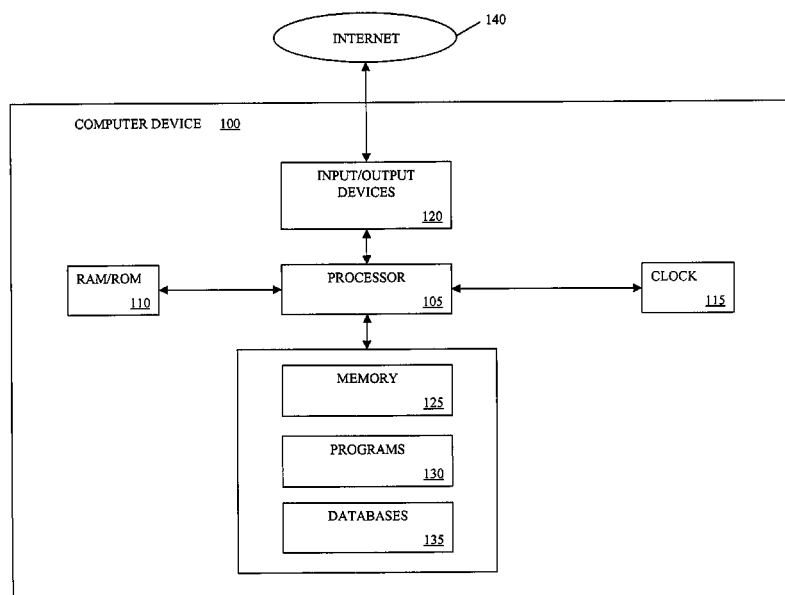 INTERNET
140
COMPUTER DEVICE 100
INPUT/OUTPUT
DEVICES
120
RAM/ROM
110
PROCESSOR
105
CLOCK
115
MEMORY
125
PROGRAMS
130
DATABASES
135